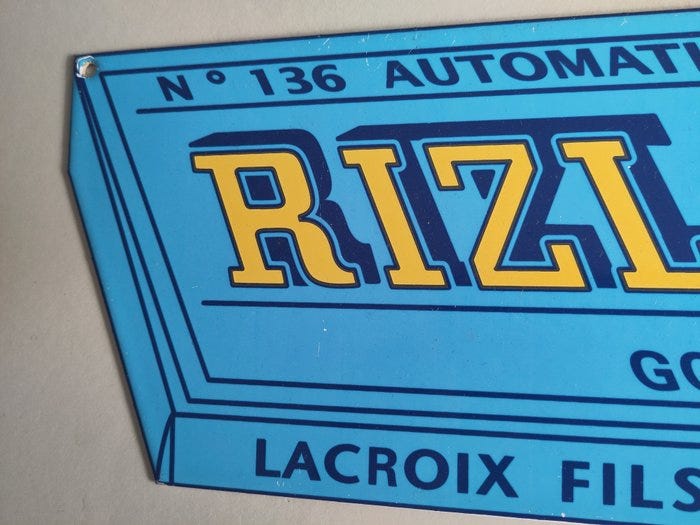 N° 136 AUTOMATI
RIZL
GO
LACROIX FILS